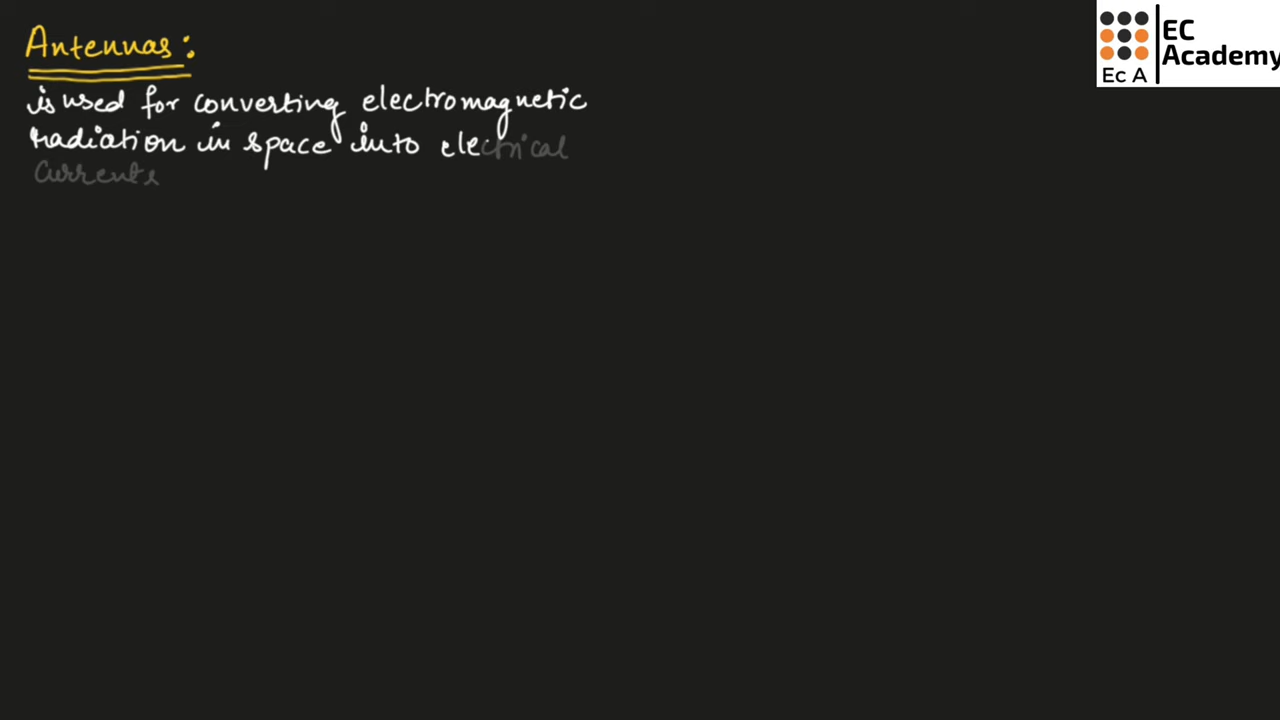 Antennas:
is used for converting electromagnetic
radiation in space into electrical
currents
EC
Academy
Ec A